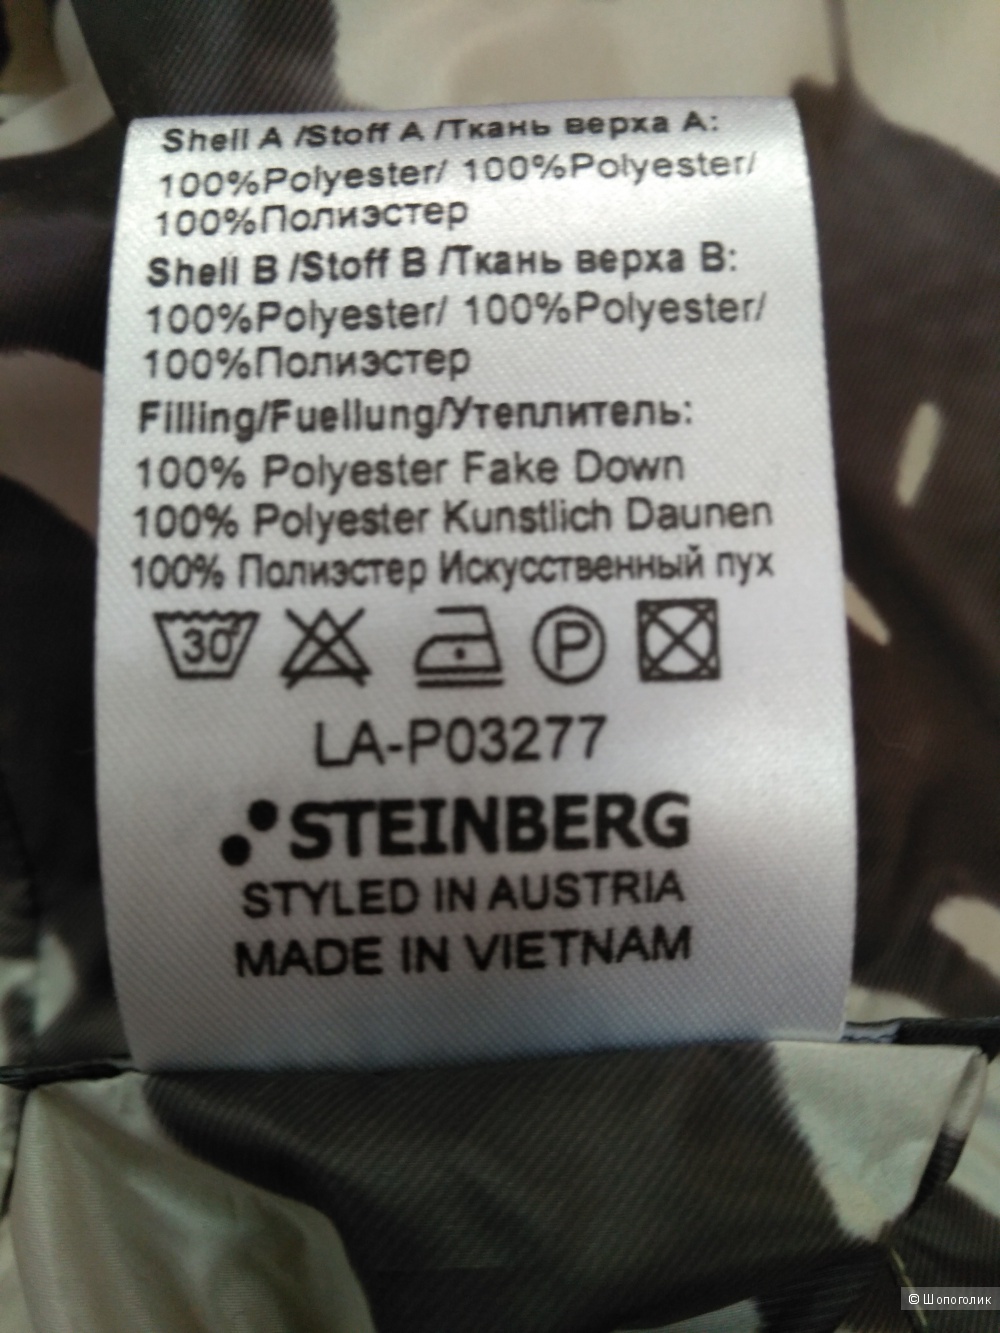 Shell A /Stoff A /Ткань верха А:
100%Polyester/ 100%Polyester/
100%Полиэстер
Shell B /Stoff B /Ткань верха В:
100%Polyester/ 100%Polyester/
100%Полиэстер
Filling/Fuellung/Утеплитель:
100% Polyester Fake Down
100% Polyester Kunstlich Daunen
100% Полиэстер Искусственный пух
30°
P
LA-P03277
STEINBERG
STYLED IN AUSTRIA
MADE IN VIETNAM
© Шопоголик